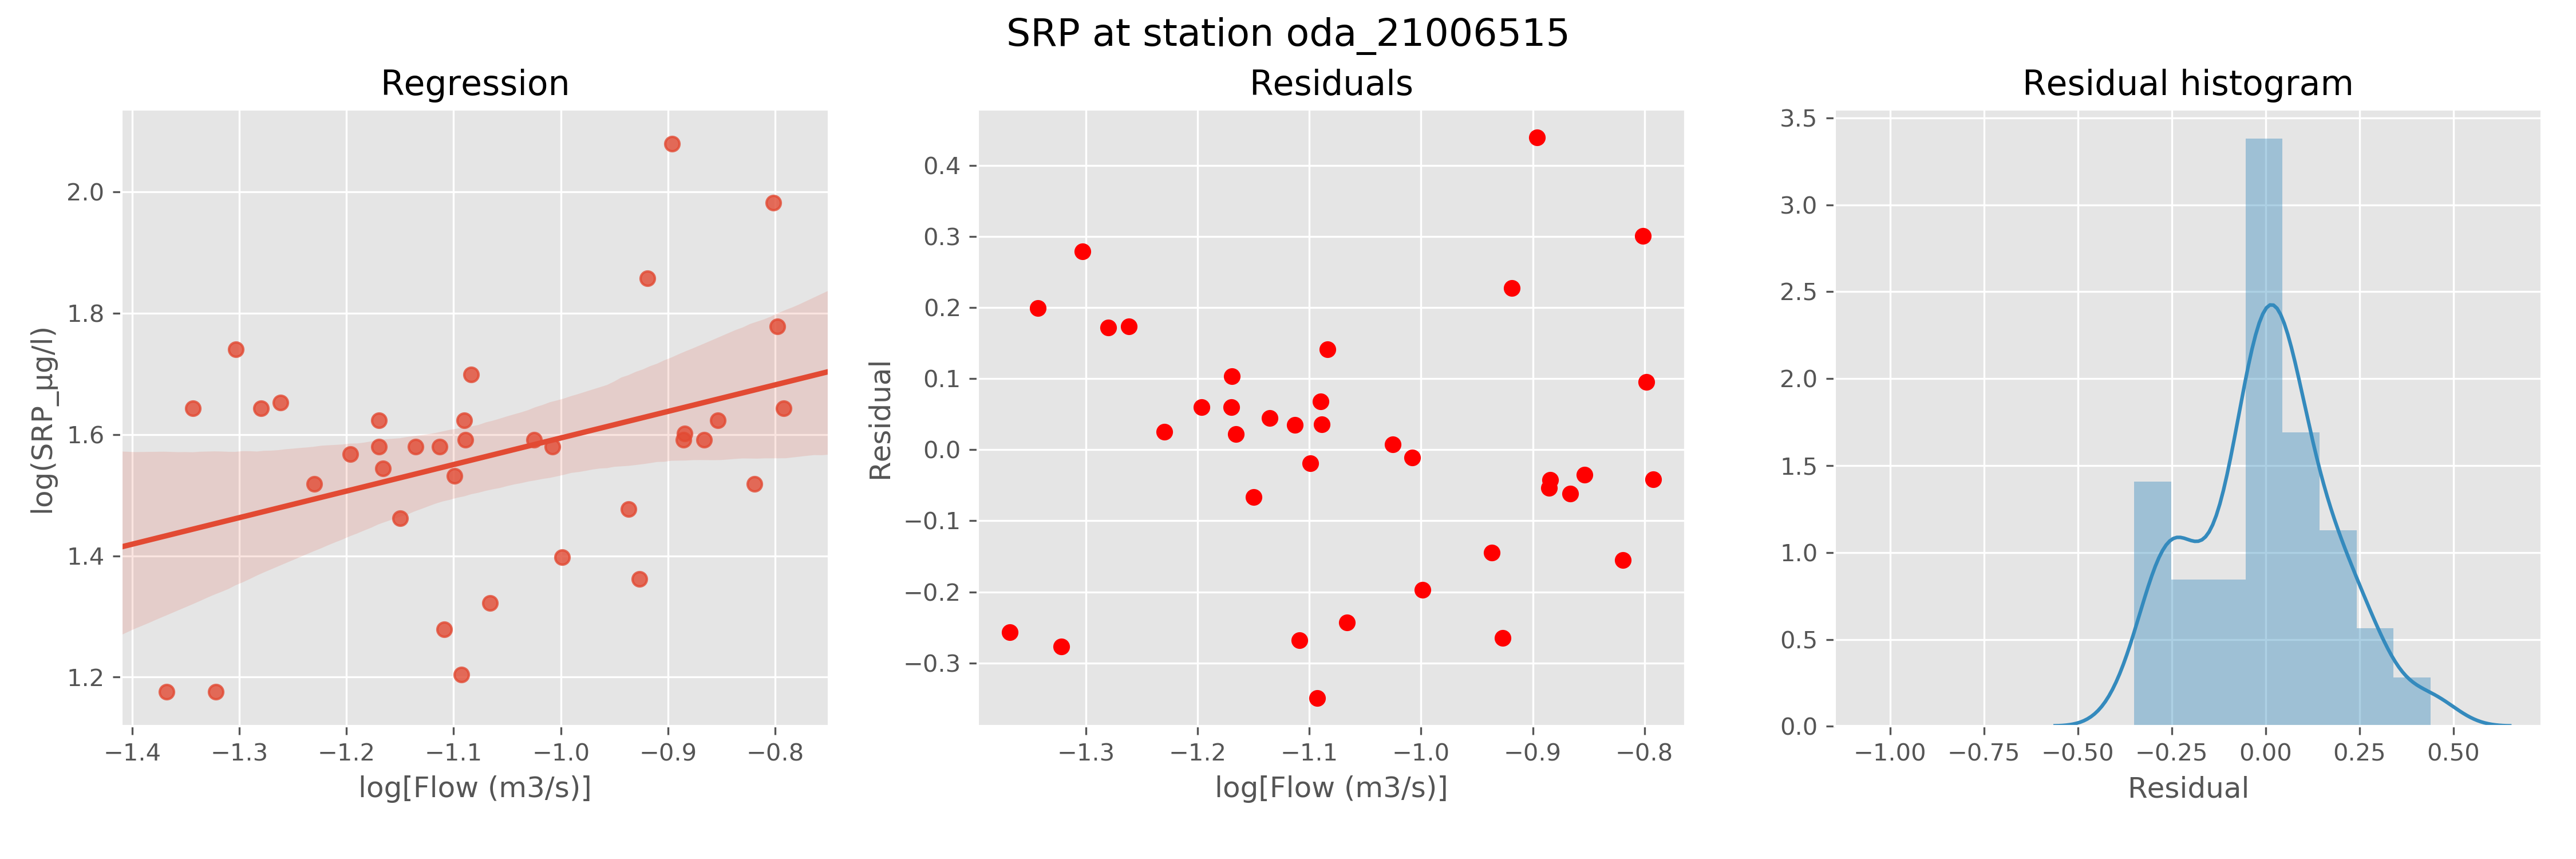 SRP at station oda_21006515
Regression
2.0
1.8
1.6
1.4
1.2
log(SRP_µg/l)
−1.4 −1.3 −1.2 −1.1 −1.0 −0.9 −0.8
log[Flow (m3/s)]
Residuals
0.4
0.3
0.2
0.1
0.0
−0.1
−0.2
−0.3
Residual
−1.3 −1.2 −1.1 −1.0 −0.9 −0.8
log[Flow (m3/s)]
Residual histogram
3.5
3.0
2.5
2.0
1.5
1.0
0.5
0.0
−1.00 −0.75 −0.50 −0.25 0.00 0.25 0.50
Residual